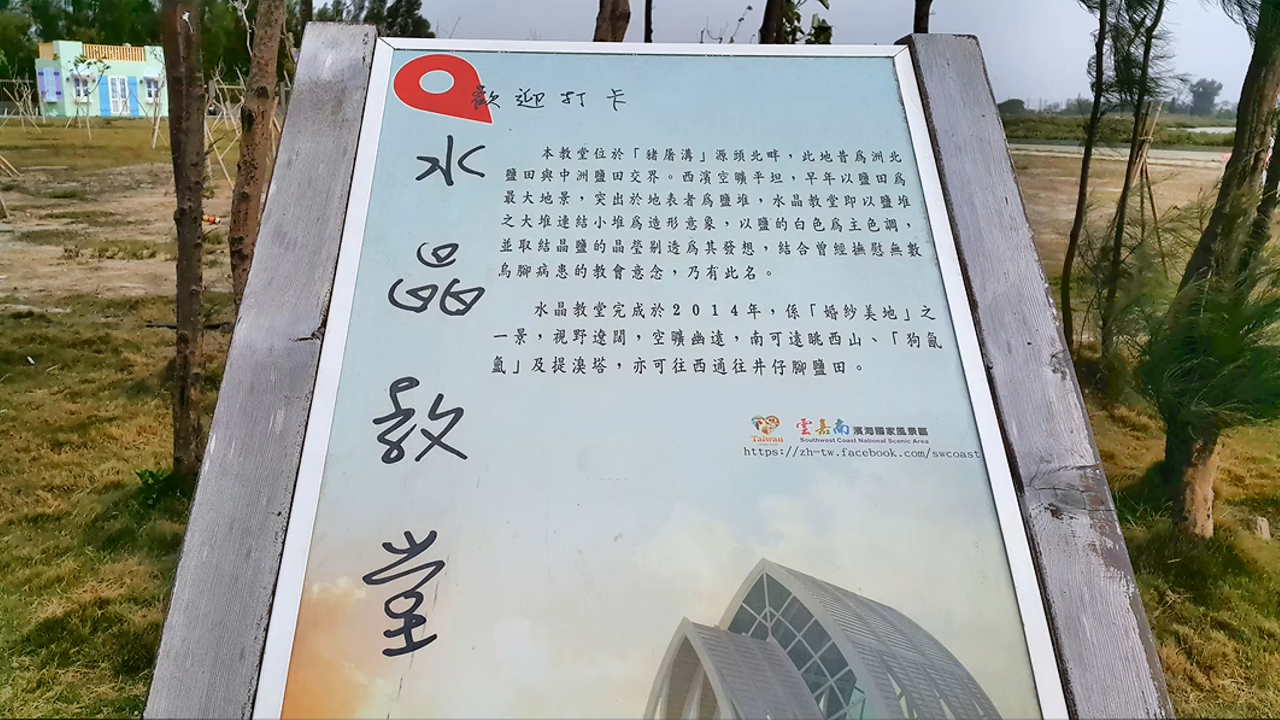 歡迎打卡
水晶教堂
本教堂位於「豬屠溝」源頭北畔，此地昔為洲北
鹽田與中洲鹽田交界。西濱空曠平坦，早年以鹽田為
最大地景，突出於地表者為鹽堆，水晶教堂即以鹽堆
之大堆連結小堆為造形意象，以鹽的白色為主色調，
並取結晶鹽的晶瑩剔透為其發想，結合曾經撫慰無數
烏腳病患的教會意念，乃有此名。
水晶教堂完成於2014年，係「婚紗美地」之
一景，視野遼闊，空曠幽遠，南可遠眺西山、「狗氤
氳」及提溴塔，亦可往西通往井仔腳鹽田。
Taiwan
雲嘉南濱海國家風景區
Southwest Coast National Scenic Area
https://zh-tw.facebook.com/swcoast